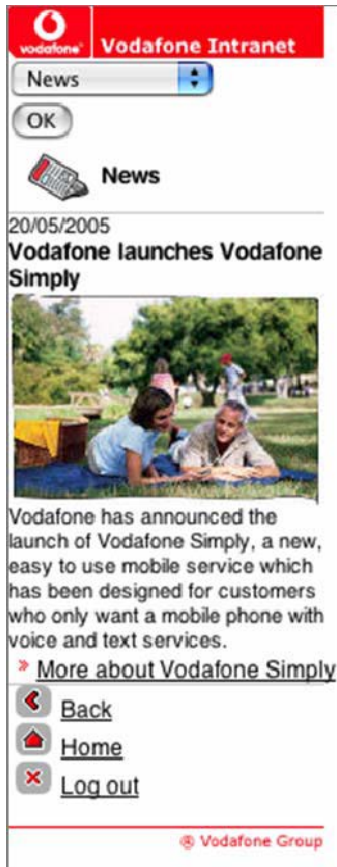 vodafone
Vodafone Intranet
News
OK
News
20/05/2005
Vodafone launches Vodafone
Simply
Vodafone has announced the
launch of Vodafone Simply, a new,
easy to use mobile service which
has been designed for customers
who only want a mobile phone with
voice and text services.
» More about Vodafone Simply
Back
Home
Log out
® Vodafone Group